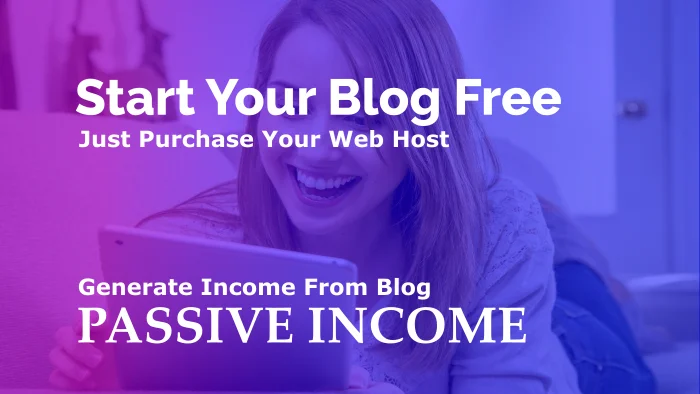 Start Your Blog Free
Just Purchase Your Web Host
Generate Income From Blog
PASSIVE INCOME